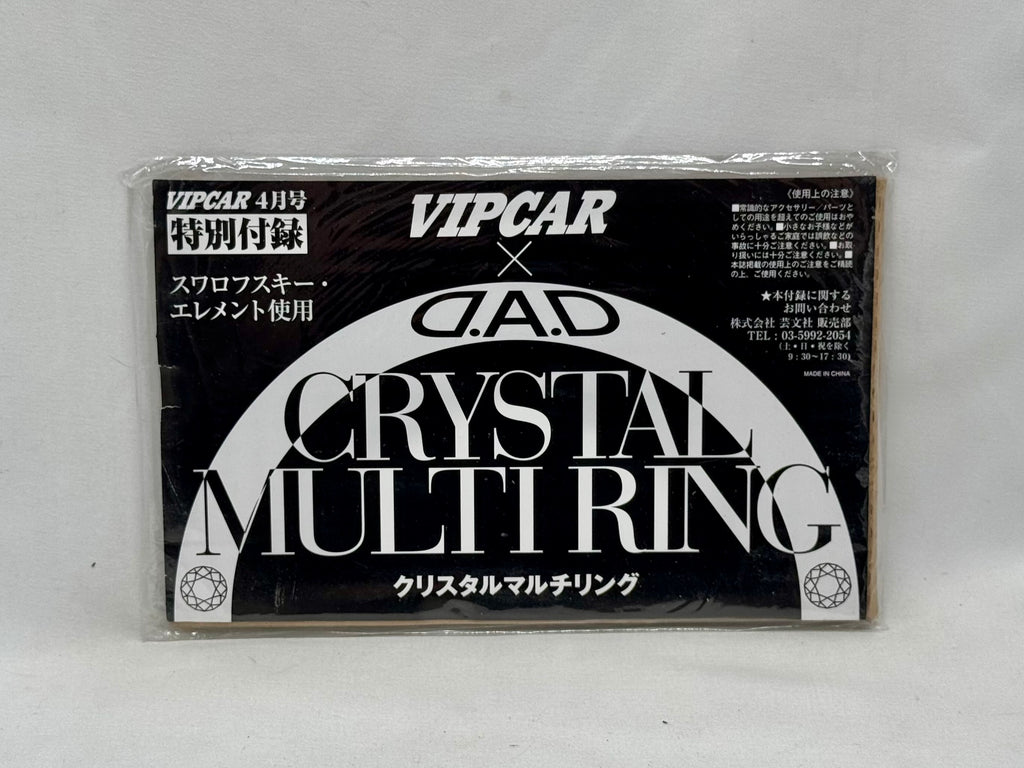 VIPCAR 4月号
特別付録
スワロフスキー・
エレメント使用
VIPCAR
×
D.A.D
CRYSTAL
MULTI RING
クリスタルマルチリング
〈使用上の注意〉
■常識的なアクセサリー/パーツと
しての用途を超えてのご使用はおや
めください。■小さなお子様などが
いらっしゃるご家庭では誤飲などの
事故に十分ご注意ください。■お取
り扱いには十分ご注意ください。■
本誌掲載の使用上のご注意をご精読
の上、ご使用ください。
★本付録に関する
お問い合わせ
株式会社 芸文社 販売部
TEL：03-5992-2054
(土・日・祝を除く
9：30〜17：30)
MADE IN CHINA